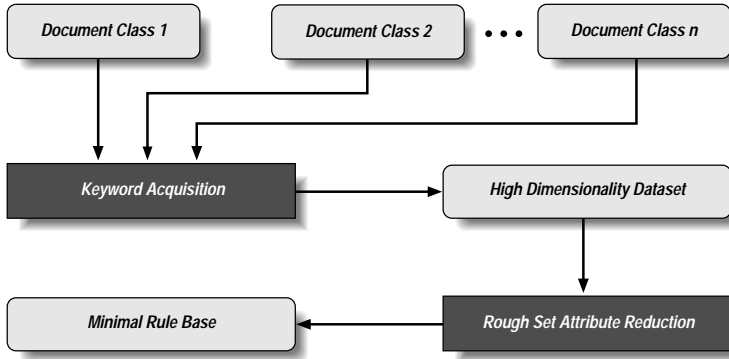 Document Class 1
Document Class 2
• • •
Document Class n
Keyword Acquisition
High Dimensionality Dataset
Minimal Rule Base
Rough Set Attribute Reduction